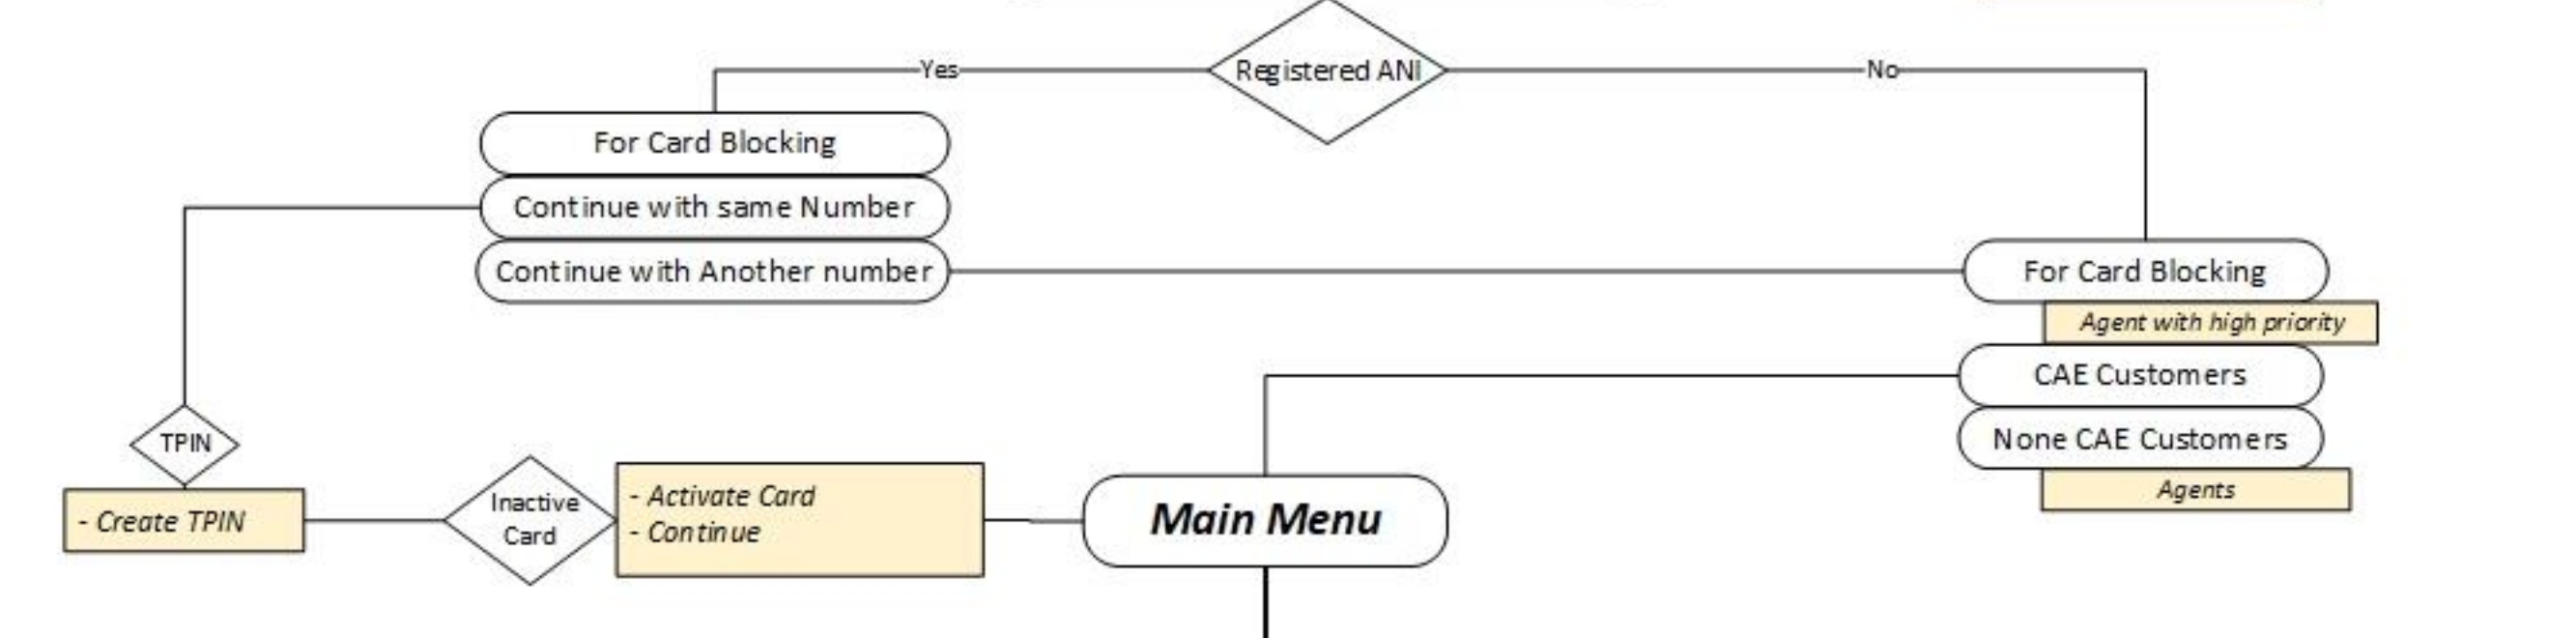 Registered ANI
Yes
No
For Card Blocking
Continue with same Number
Continue with Another number
For Card Blocking
Agent with high priority
CAE Customers
None CAE Customers
Agents
TPIN
- Create TPIN
Inactive
Card
- Activate Card
- Continue
Main Menu